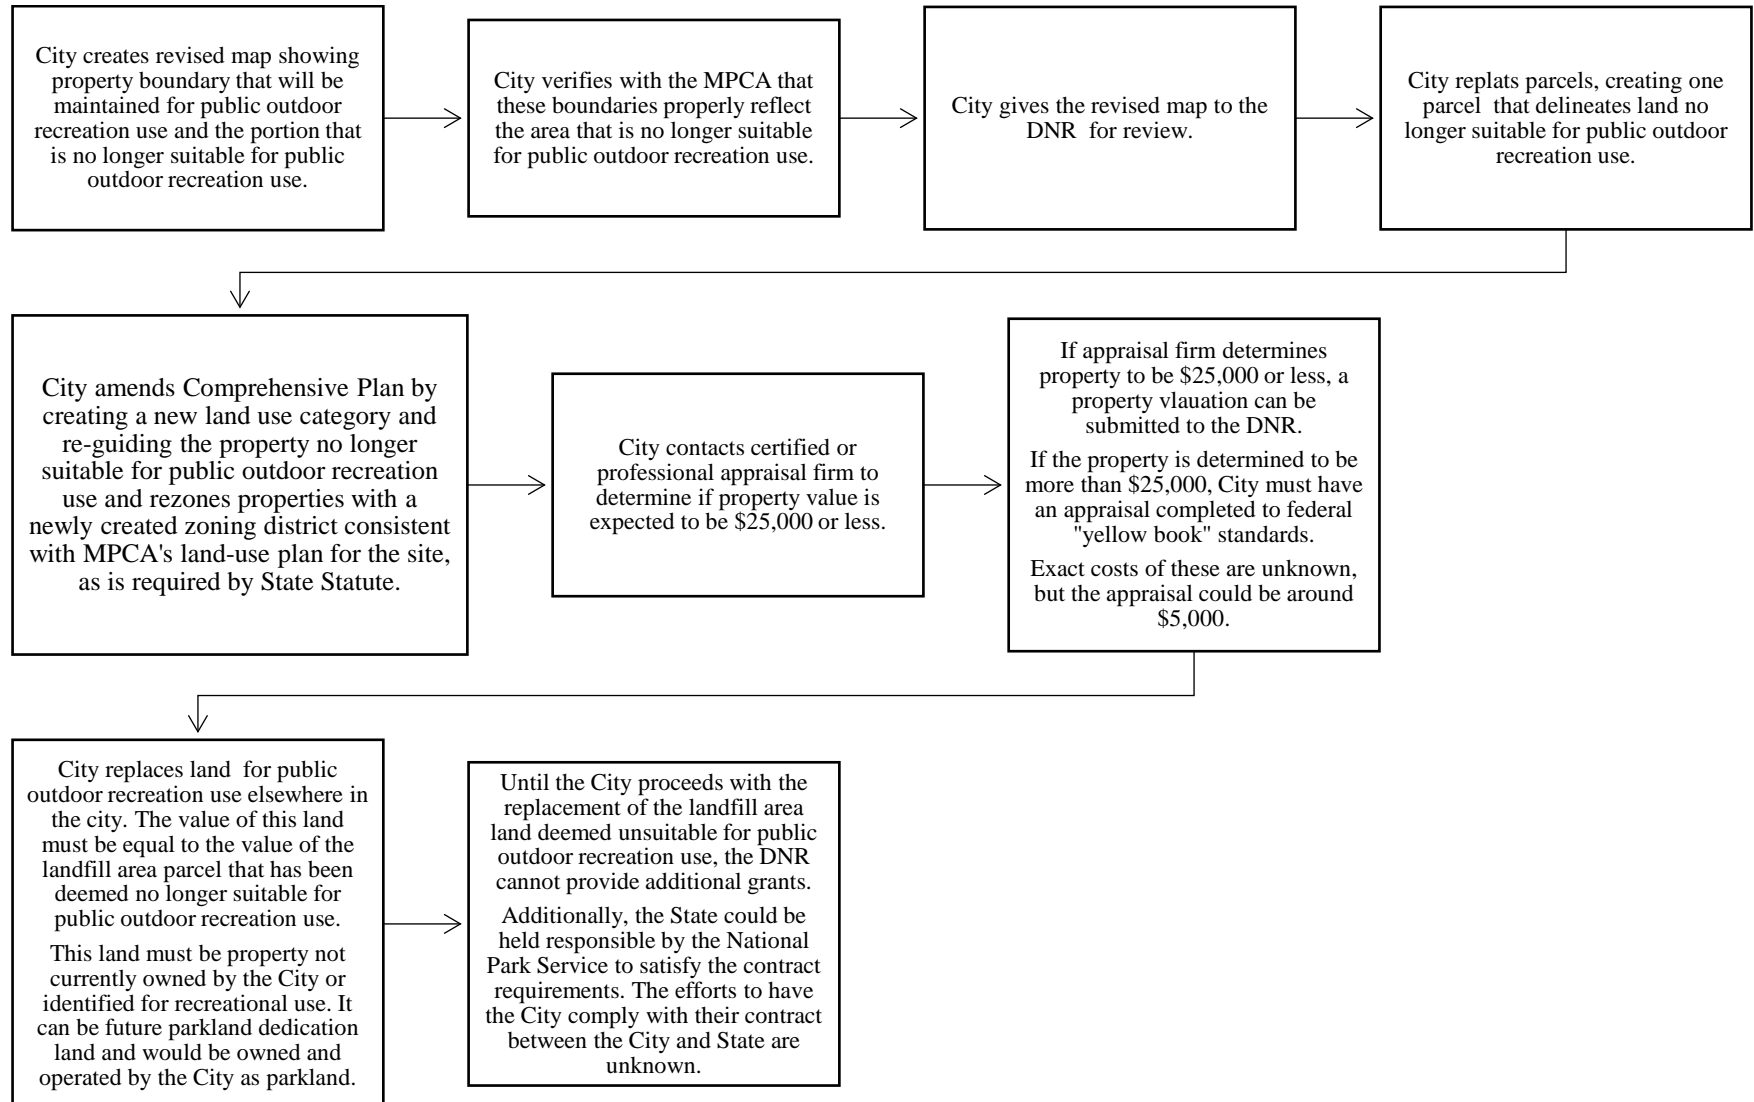 City creates revised map showing
property boundary that will be
maintained for public outdoor
recreation use and the portion that
is no longer suitable for public
outdoor recreation use.
City verifies with the MPCA that
these boundaries properly reflect
the area that is no longer suitable
for public outdoor recreation use.
City gives the revised map to the
DNR for review.
City replats parcels, creating one
parcel that delineates land no
longer suitable for public outdoor
recreation use.
City amends Comprehensive Plan by
creating a new land use category and
re-guiding the property no longer
suitable for public outdoor recreation
use and rezones properties with a
newly created zoning district consistent
with MPCA's land-use plan for the site,
as is required by State Statute.
City contacts certified or
professional appraisal firm to
determine if property value is
expected to be $25,000 or less.
If appraisal firm determines
property to be $25,000 or less, a
property vlauation can be
submitted to the DNR.
If the property is determined to be
more than $25,000, City must have
an appraisal completed to federal
"yellow book" standards.
Exact costs of these are unknown,
but the appraisal could be around
$5,000.
City replaces land for public
outdoor recreation use elsewhere in
the city. The value of this land
must be equal to the value of the
landfill area parcel that has been
deemed no longer suitable for
public outdoor recreation use.
This land must be property not
currently owned by the City or
identified for recreational use. It
can be future parkland dedication
land and would be owned and
operated by the City as parkland.
Until the City proceeds with the
replacement of the landfill area
land deemed unsuitable for public
outdoor recreation use, the DNR
cannot provide additional grants.
Additionally, the State could be
held responsible by the National
Park Service to satisfy the contract
requirements. The efforts to have
the City comply with their contract
between the City and State are
unknown.